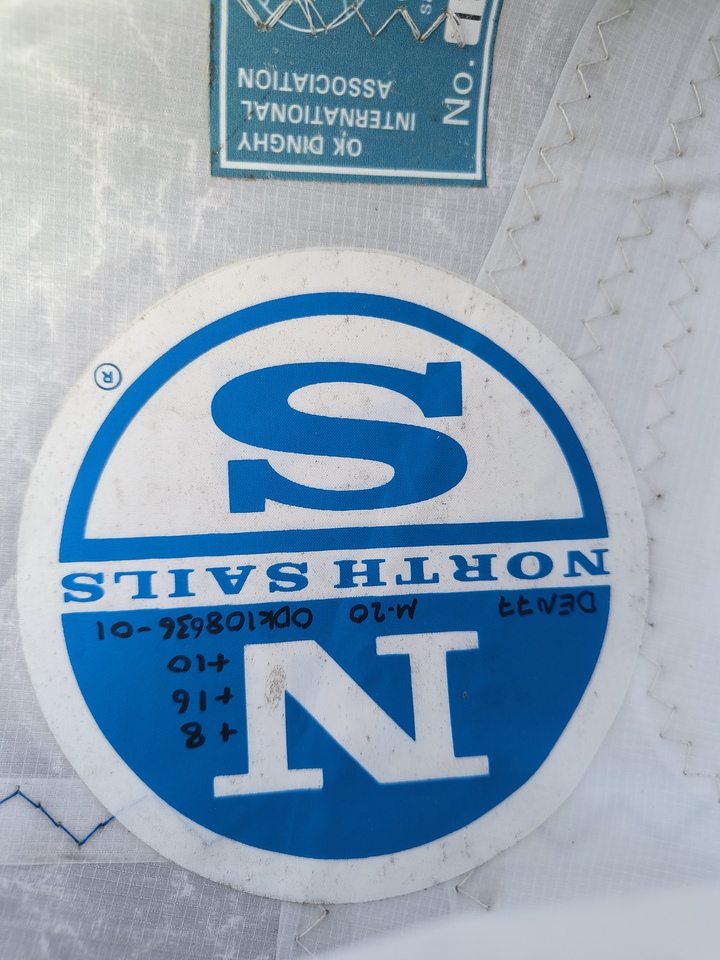 N
+8
+16
+10
DEN77 M-20 ODK108636-01
NORTH SAILS
S
®
OK DINGHY
INTERNATIONAL
ASSOCIATION
No.